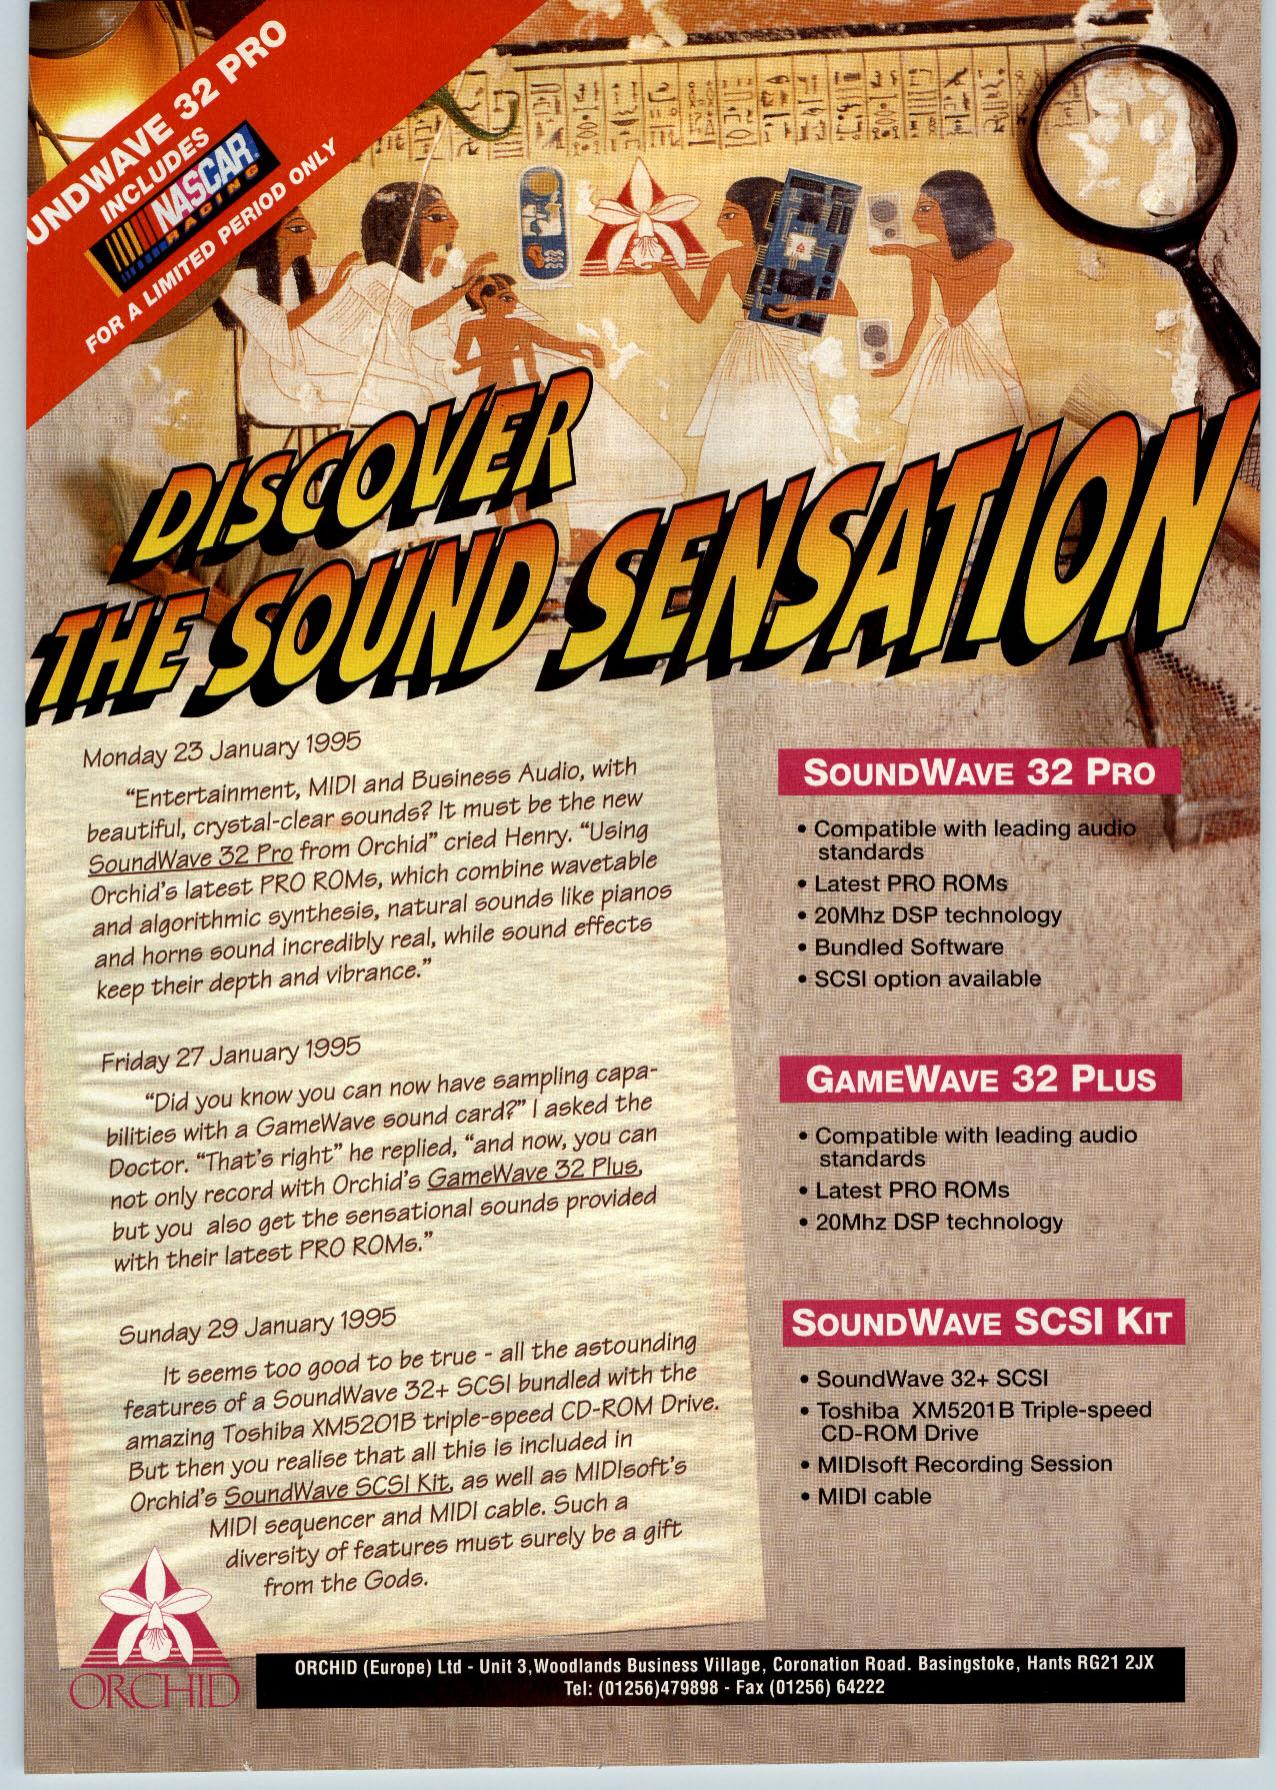 UNDWAVE 32 PRO
INCLUDES
NASCAR
RACING
FOR A LIMITED PERIOD ONLY
DISCOVER
THE SOUND SENSATION
Monday 23 January 1995
“Entertainment, MIDI and Business Audio, with
beautiful, crystal-clear sounds? It must be the new
SoundWave 32 Pro from Orchid” cried Henry. “Using
Orchid's latest PRO ROMs, which combine wavetable
and algorithmic synthesis, natural sounds like pianos
and horns sound incredibly real, while sound effects
keep their depth and vibrance.”
Friday 27 January 1995
“Did you know you can now have sampling capa-
bilities with a GameWave sound card?” I asked the
Doctor. “That's right” he replied, “and now, you can
not only record with Orchid's GameWave 32 Plus,
but you also get the sensational sounds provided
with their latest PRO ROMs.”
Sunday 29 January 1995
It seems too good to be true - all the astounding
features of a SoundWave 32+ SCSI bundled with the
amazing Toshiba XM5201B triple-speed CD-ROM Drive.
But then you realise that all this is included in
Orchid's SoundWave SCSI Kit, as well as MIDIsoft's
MIDI sequencer and MIDI cable. Such a
diversity of features must surely be a gift
from the Gods.
SOUNDWAVE 32 PRO
• Compatible with leading audio
standards
• Latest PRO ROMs
• 20Mhz DSP technology
• Bundled Software
• SCSI option available
GAMEWAVE 32 PLUS
• Compatible with leading audio
standards
• Latest PRO ROMs
• 20Mhz DSP technology
SOUNDWAVE SCSI KIT
• SoundWave 32+ SCSI
• Toshiba XM5201B Triple-speed
CD-ROM Drive
• MIDIsoft Recording Session
• MIDI cable
ORCHID
ORCHID (Europe) Ltd - Unit 3,Woodlands Business Village, Coronation Road. Basingstoke, Hants RG21 2JX
Tel: (01256)479898 - Fax (01256) 64222